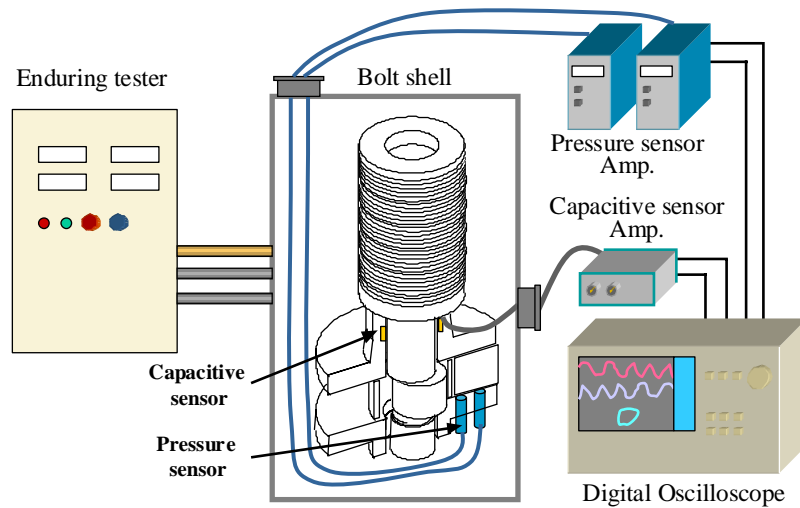 Enduring tester
Bolt shell
Pressure sensor
Amp.
Capacitive sensor
Amp.
Capacitive
sensor
Pressure
sensor
Digital Oscilloscope